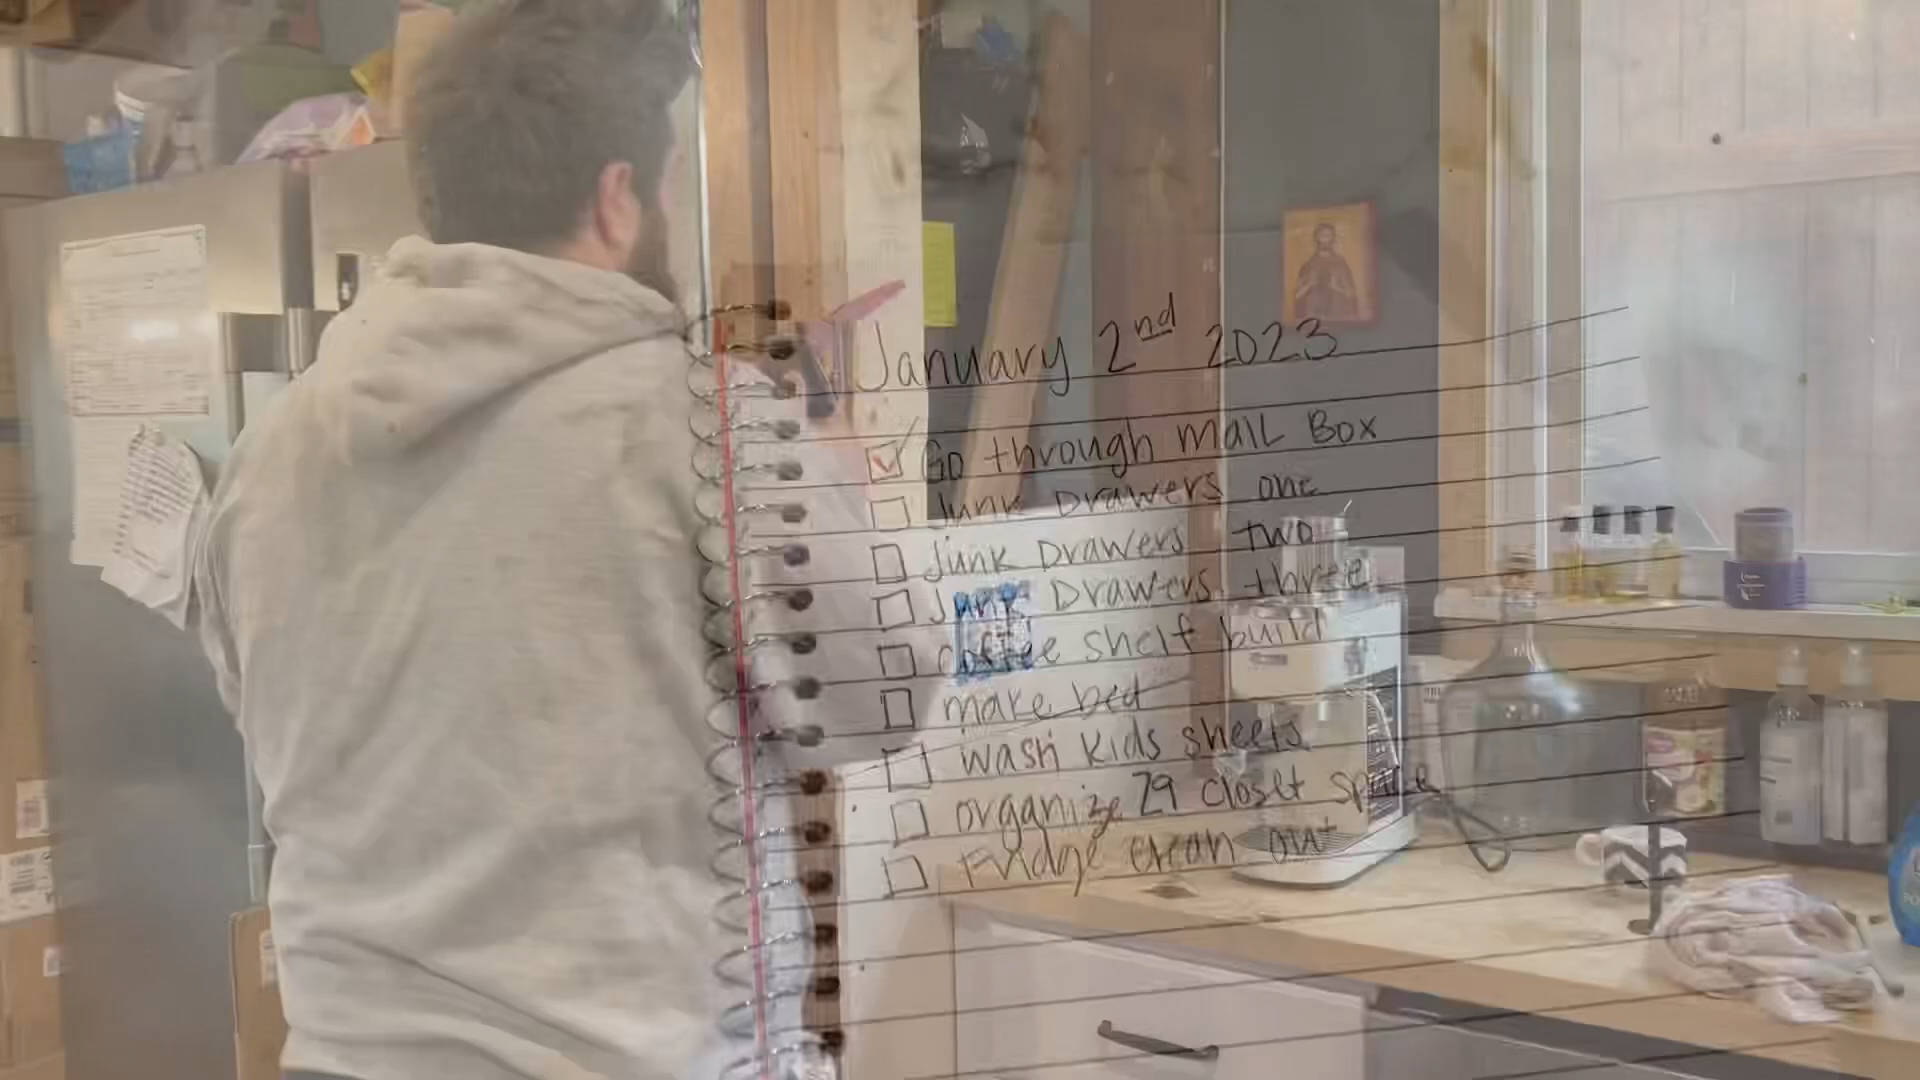 January 2nd 2023
Go through mail Box
Junk Drawers one
Junk Drawers two
Junk Drawers three
coffee shelf build
make bed
wash kids sheets
organize closet space
Fridge clean out